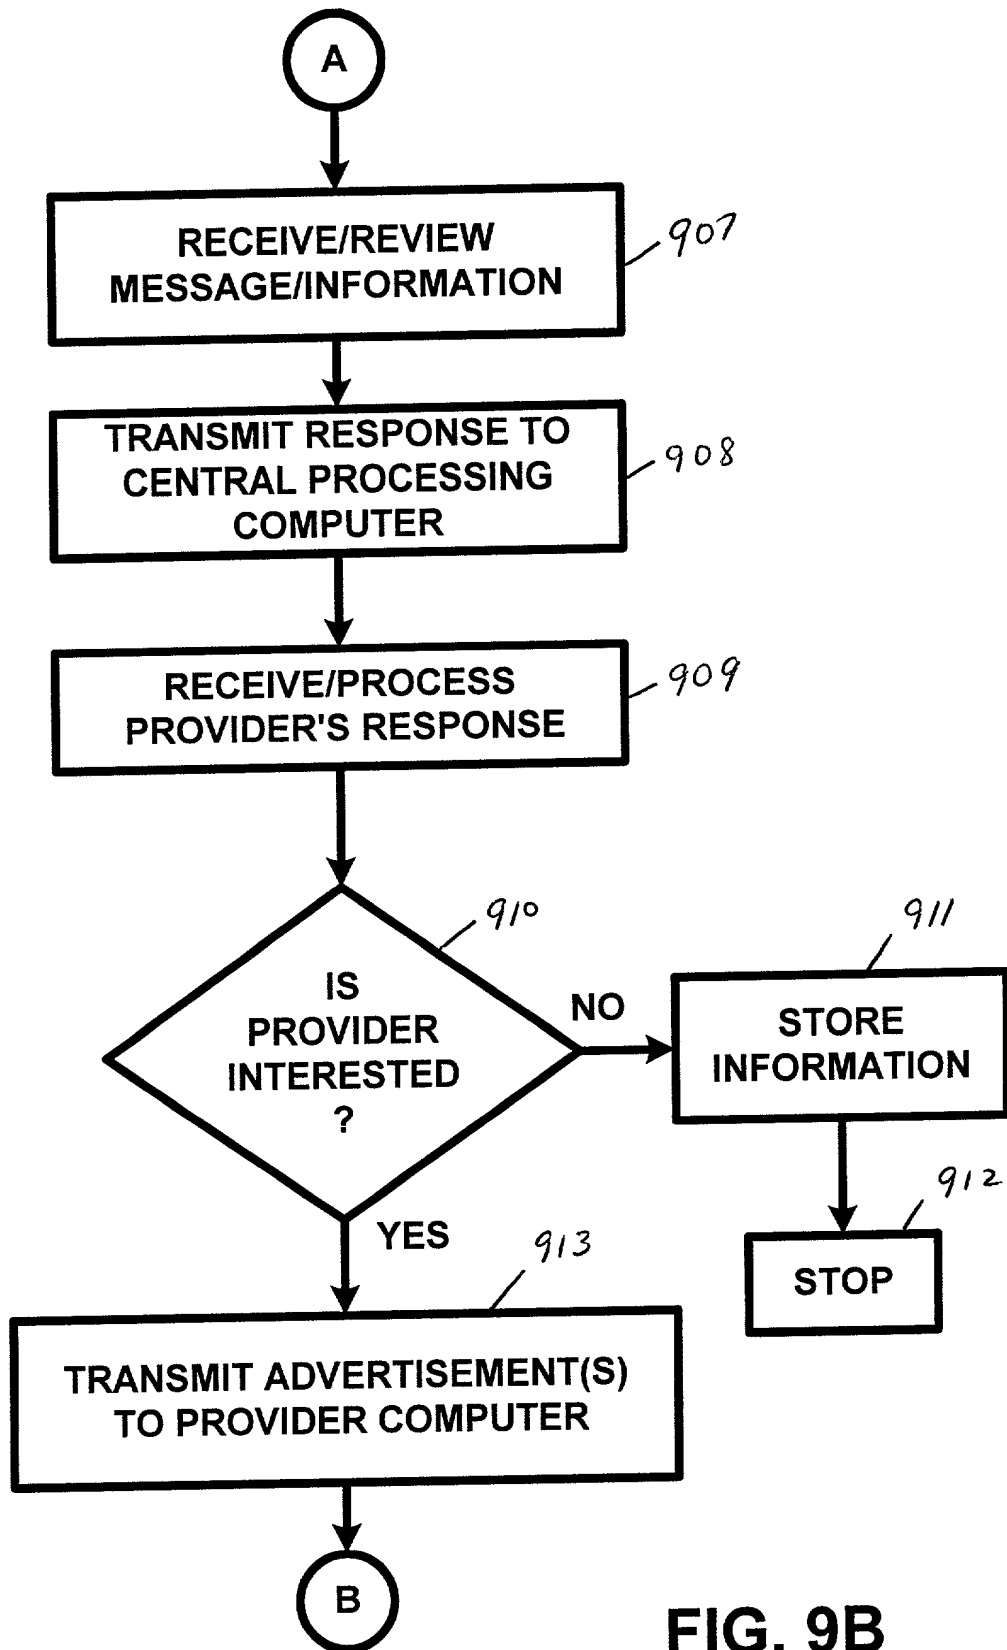 A
RECEIVE/REVIEW
MESSAGE/INFORMATION
907
TRANSMIT RESPONSE TO
CENTRAL PROCESSING
COMPUTER
908
RECEIVE/PROCESS
PROVIDER'S RESPONSE
909
910
IS
PROVIDER
INTERESTED
?
NO
911
STORE
INFORMATION
912
STOP
YES
913
TRANSMIT ADVERTISEMENT(S)
TO PROVIDER COMPUTER
B
FIG. 9B